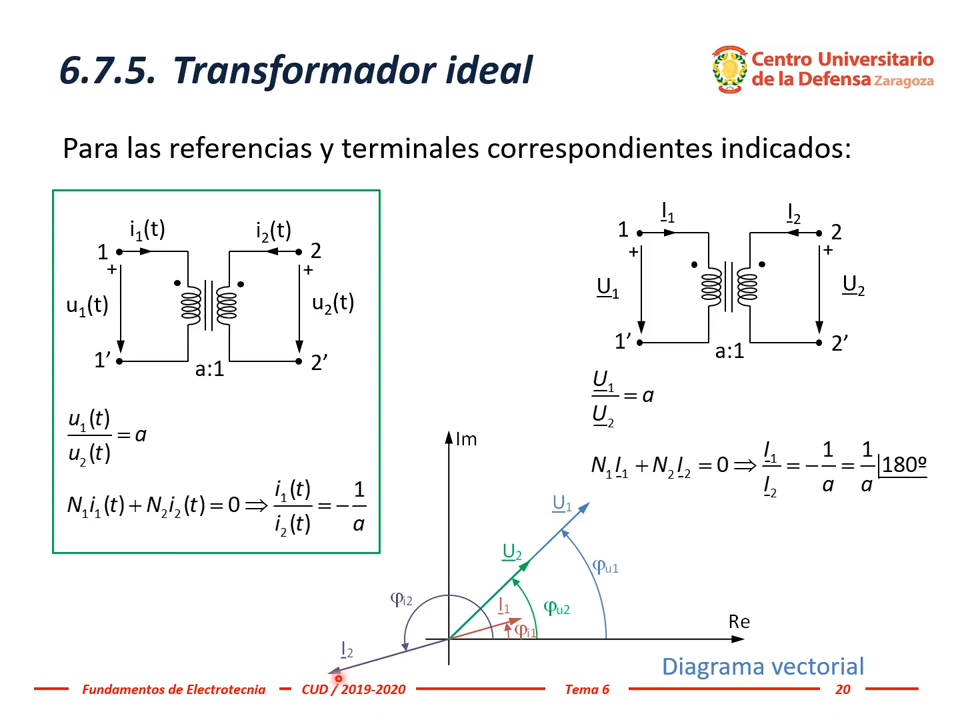 6.7.5. Transformador ideal
Centro Universitario
de la Defensa Zaragoza
Para las referencias y terminales correspondientes indicados:
i₁(t)
i₂(t)
1
2
+
+
u₁(t)
u₂(t)
1’
2’
a:1
u₁(t)/u₂(t) = a
N₁i₁(t) + N₂i₂(t) = 0 ⇒ i₁(t)/i₂(t) = − 1/a
I₁
I₂
1
2
+
+
U₁
U₂
1’
2’
a:1
U₁/U₂ = a
N₁I₁ + N₂I₂ = 0 ⇒ I₁/I₂ = − 1/a = 1/a |180º
Im
U₁
U₂
φu1
φi2
I₁
φu2
φi1
Re
I₂
Diagrama vectorial
Fundamentos de Electrotecnia
CUD / 2019-2020
Tema 6
20